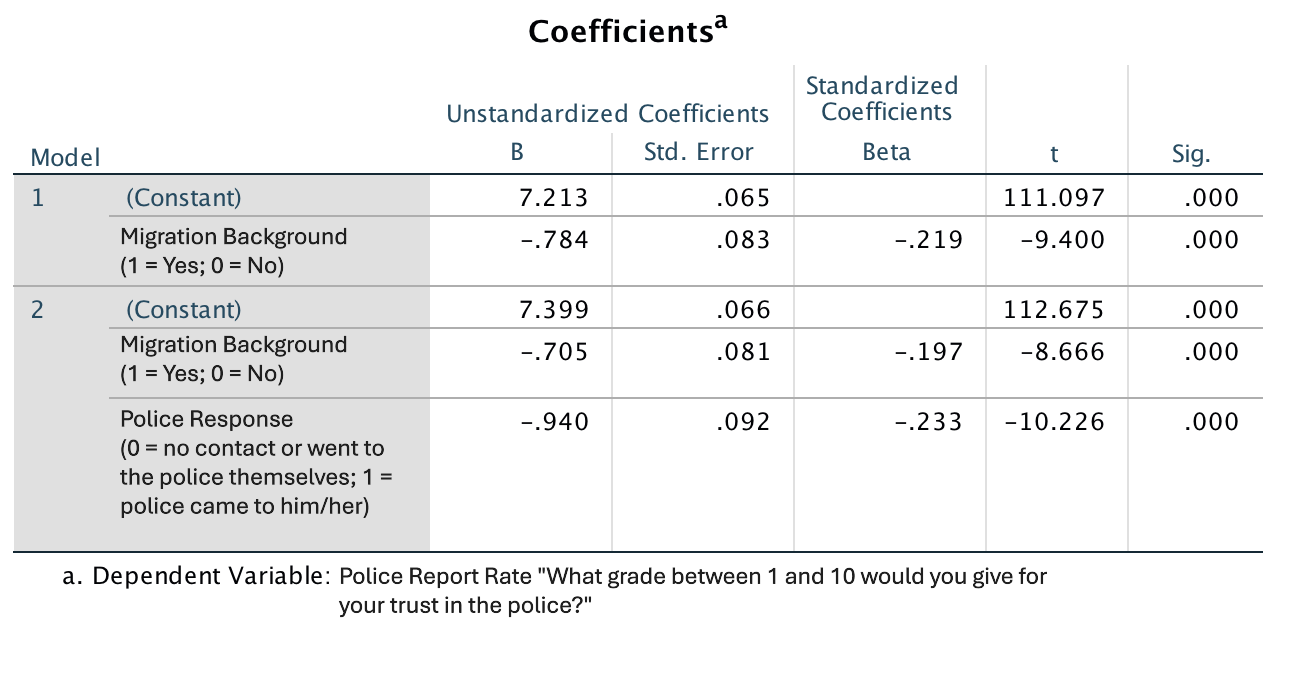 Coefficientsa
Unstandardized Coefficients Standardized Coefficients
Model B Std. Error Beta t Sig.
1 (Constant) 7.213 .065 111.097 .000
Migration Background
(1 = Yes; 0 = No) -.784 .083 -.219 -9.400 .000
2 (Constant) 7.399 .066 112.675 .000
Migration Background
(1 = Yes; 0 = No) -.705 .081 -.197 -8.666 .000
Police Response -.940 .092 -.233 -10.226 .000
(0 = no contact or went to
the police themselves; 1 =
police came to him/her)
a. Dependent Variable: Police Report Rate "What grade between 1 and 10 would you give for
your trust in the police?"